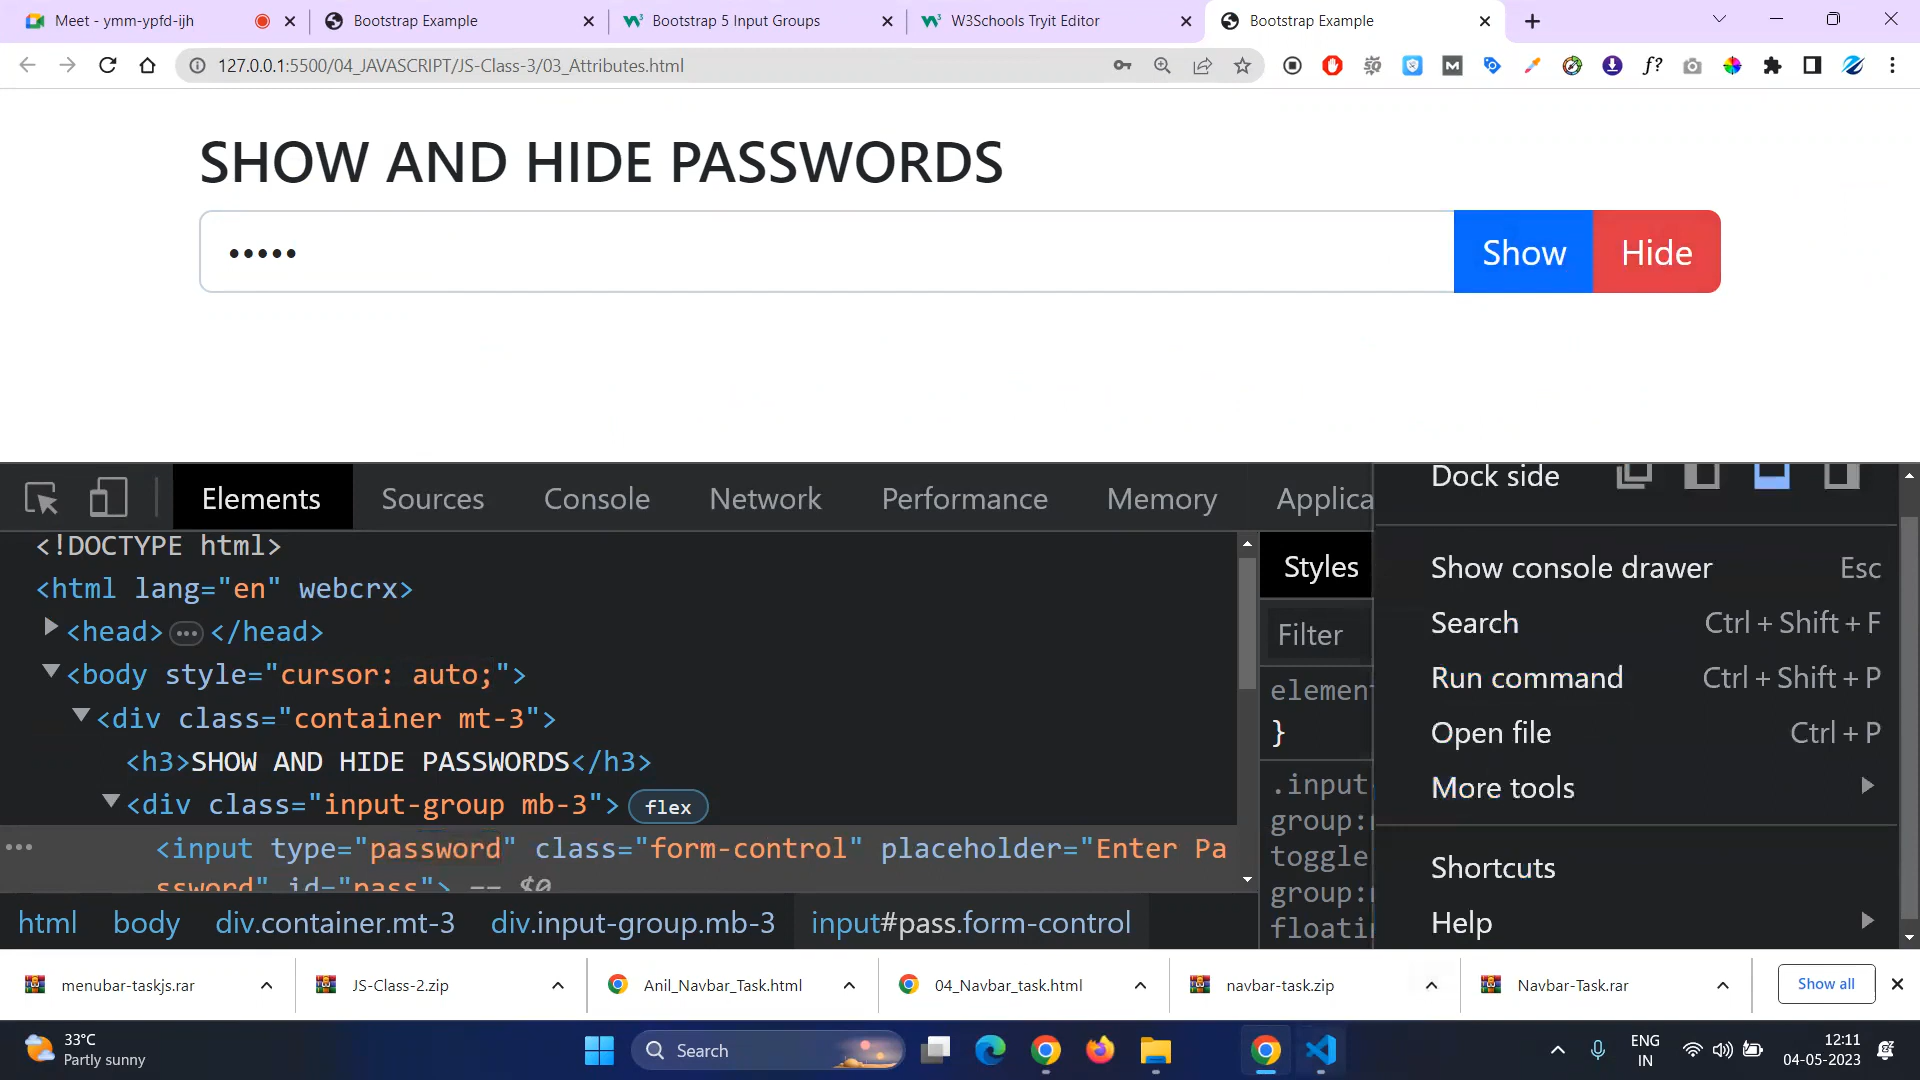 Meet - ymm-ypfd-ijh
Bootstrap Example
Bootstrap 5 Input Groups
W3Schools Tryit Editor
Bootstrap Example
127.0.0.1:5500/04_JAVASCRIPT/JS-Class-3/03_Attributes.html
SHOW AND HIDE PASSWORDS
Show
Hide
Elements
Sources
Console
Network
Performance
Memory
Applica
Dock side
<!DOCTYPE html>
<html lang="en" webcrx>
<head> ••• </head>
<body style="cursor: auto;">
<div class="container mt-3">
<h3>SHOW AND HIDE PASSWORDS</h3>
<div class="input-group mb-3"> flex
<input type="password" class="form-control" placeholder="Enter Pa
ssword" id="pass"> == $0
html body div.container.mt-3 div.input-group.mb-3 input#pass.form-control
Styles
Filter
element
}
.input
group:
toggle
group:
floati
Show console drawer Esc
Search Ctrl + Shift + F
Run command Ctrl + Shift + P
Open file Ctrl + P
More tools
Shortcuts
Help
menubar-taskjs.rar
JS-Class-2.zip
Anil_Navbar_Task.html
04_Navbar_task.html
navbar-task.zip
Navbar-Task.rar
Show all
33°C
Partly sunny
Search
ENG
IN
12:11
04-05-2023